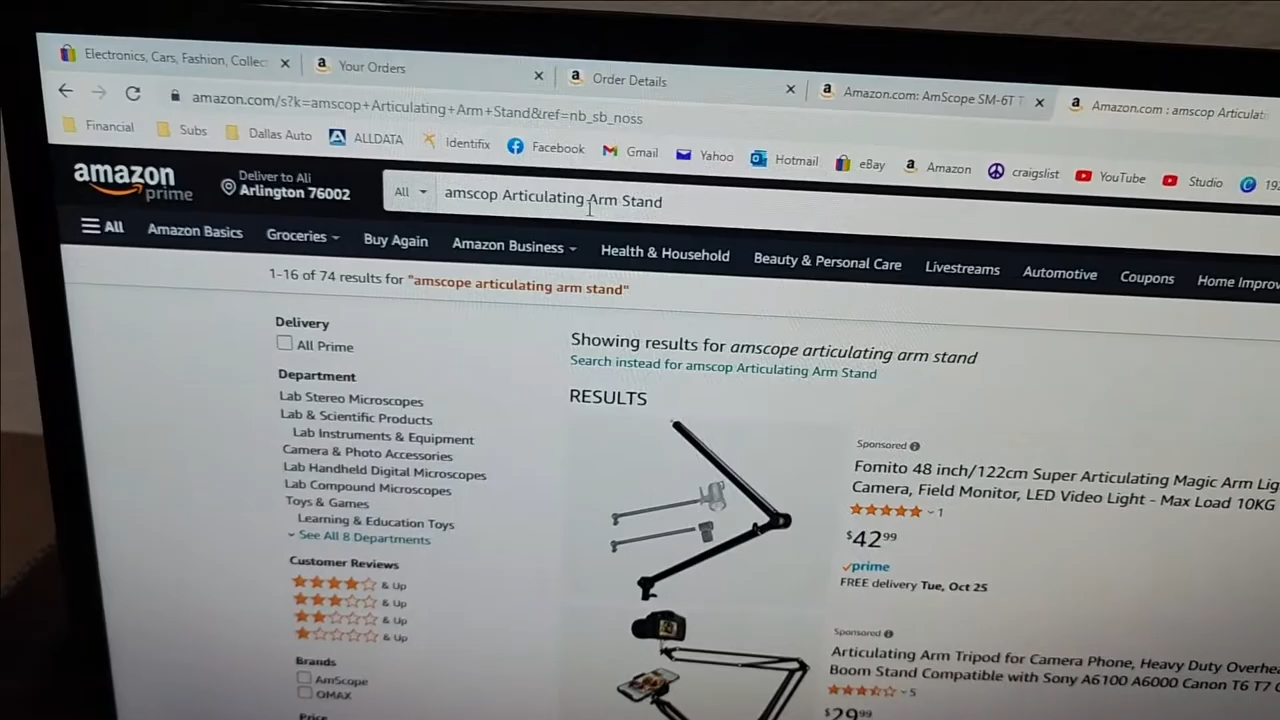 Electronics, Cars, Fashion, Collec
Your Orders
Order Details
Amazon.com: AmScope SM-6T T
Amazon.com : amscop Articulat
amazon.com/s?k=amscop+Articulating+Arm+Stand&ref=nb_sb_noss
Financial
Subs
Dallas Auto
ALLDATA
Identifix
Facebook
Gmail
Yahoo
Hotmail
eBay
Amazon
craigslist
YouTube
Studio
192
amazon prime
Deliver to Ali
Arlington 76002
All
amscop Articulating Arm Stand
All
Amazon Basics
Groceries
Buy Again
Amazon Business
Health & Household
Beauty & Personal Care
Livestreams
Automotive
Coupons
Home Improv
1-16 of 74 results for "amscope articulating arm stand"
Delivery
All Prime
Department
Lab Stereo Microscopes
Lab & Scientific Products
Lab Instruments & Equipment
Camera & Photo Accessories
Lab Handheld Digital Microscopes
Lab Compound Microscopes
Toys & Games
Learning & Education Toys
See All 8 Departments
Customer Reviews
& Up
& Up
& Up
& Up
Brands
AmScope
OMAX
Price
Showing results for amscope articulating arm stand
Search instead for amscop Articulating Arm Stand
RESULTS
Sponsored
Fomito 48 inch/122cm Super Articulating Magic Arm Lig
Camera, Field Monitor, LED Video Light - Max Load 10KG
1
$42.99
prime
FREE delivery Tue, Oct 25
Sponsored
Articulating Arm Tripod for Camera Phone, Heavy Duty Overhe
Boom Stand Compatible with Sony A6100 A6000 Canon T6 T7
5
$29.99